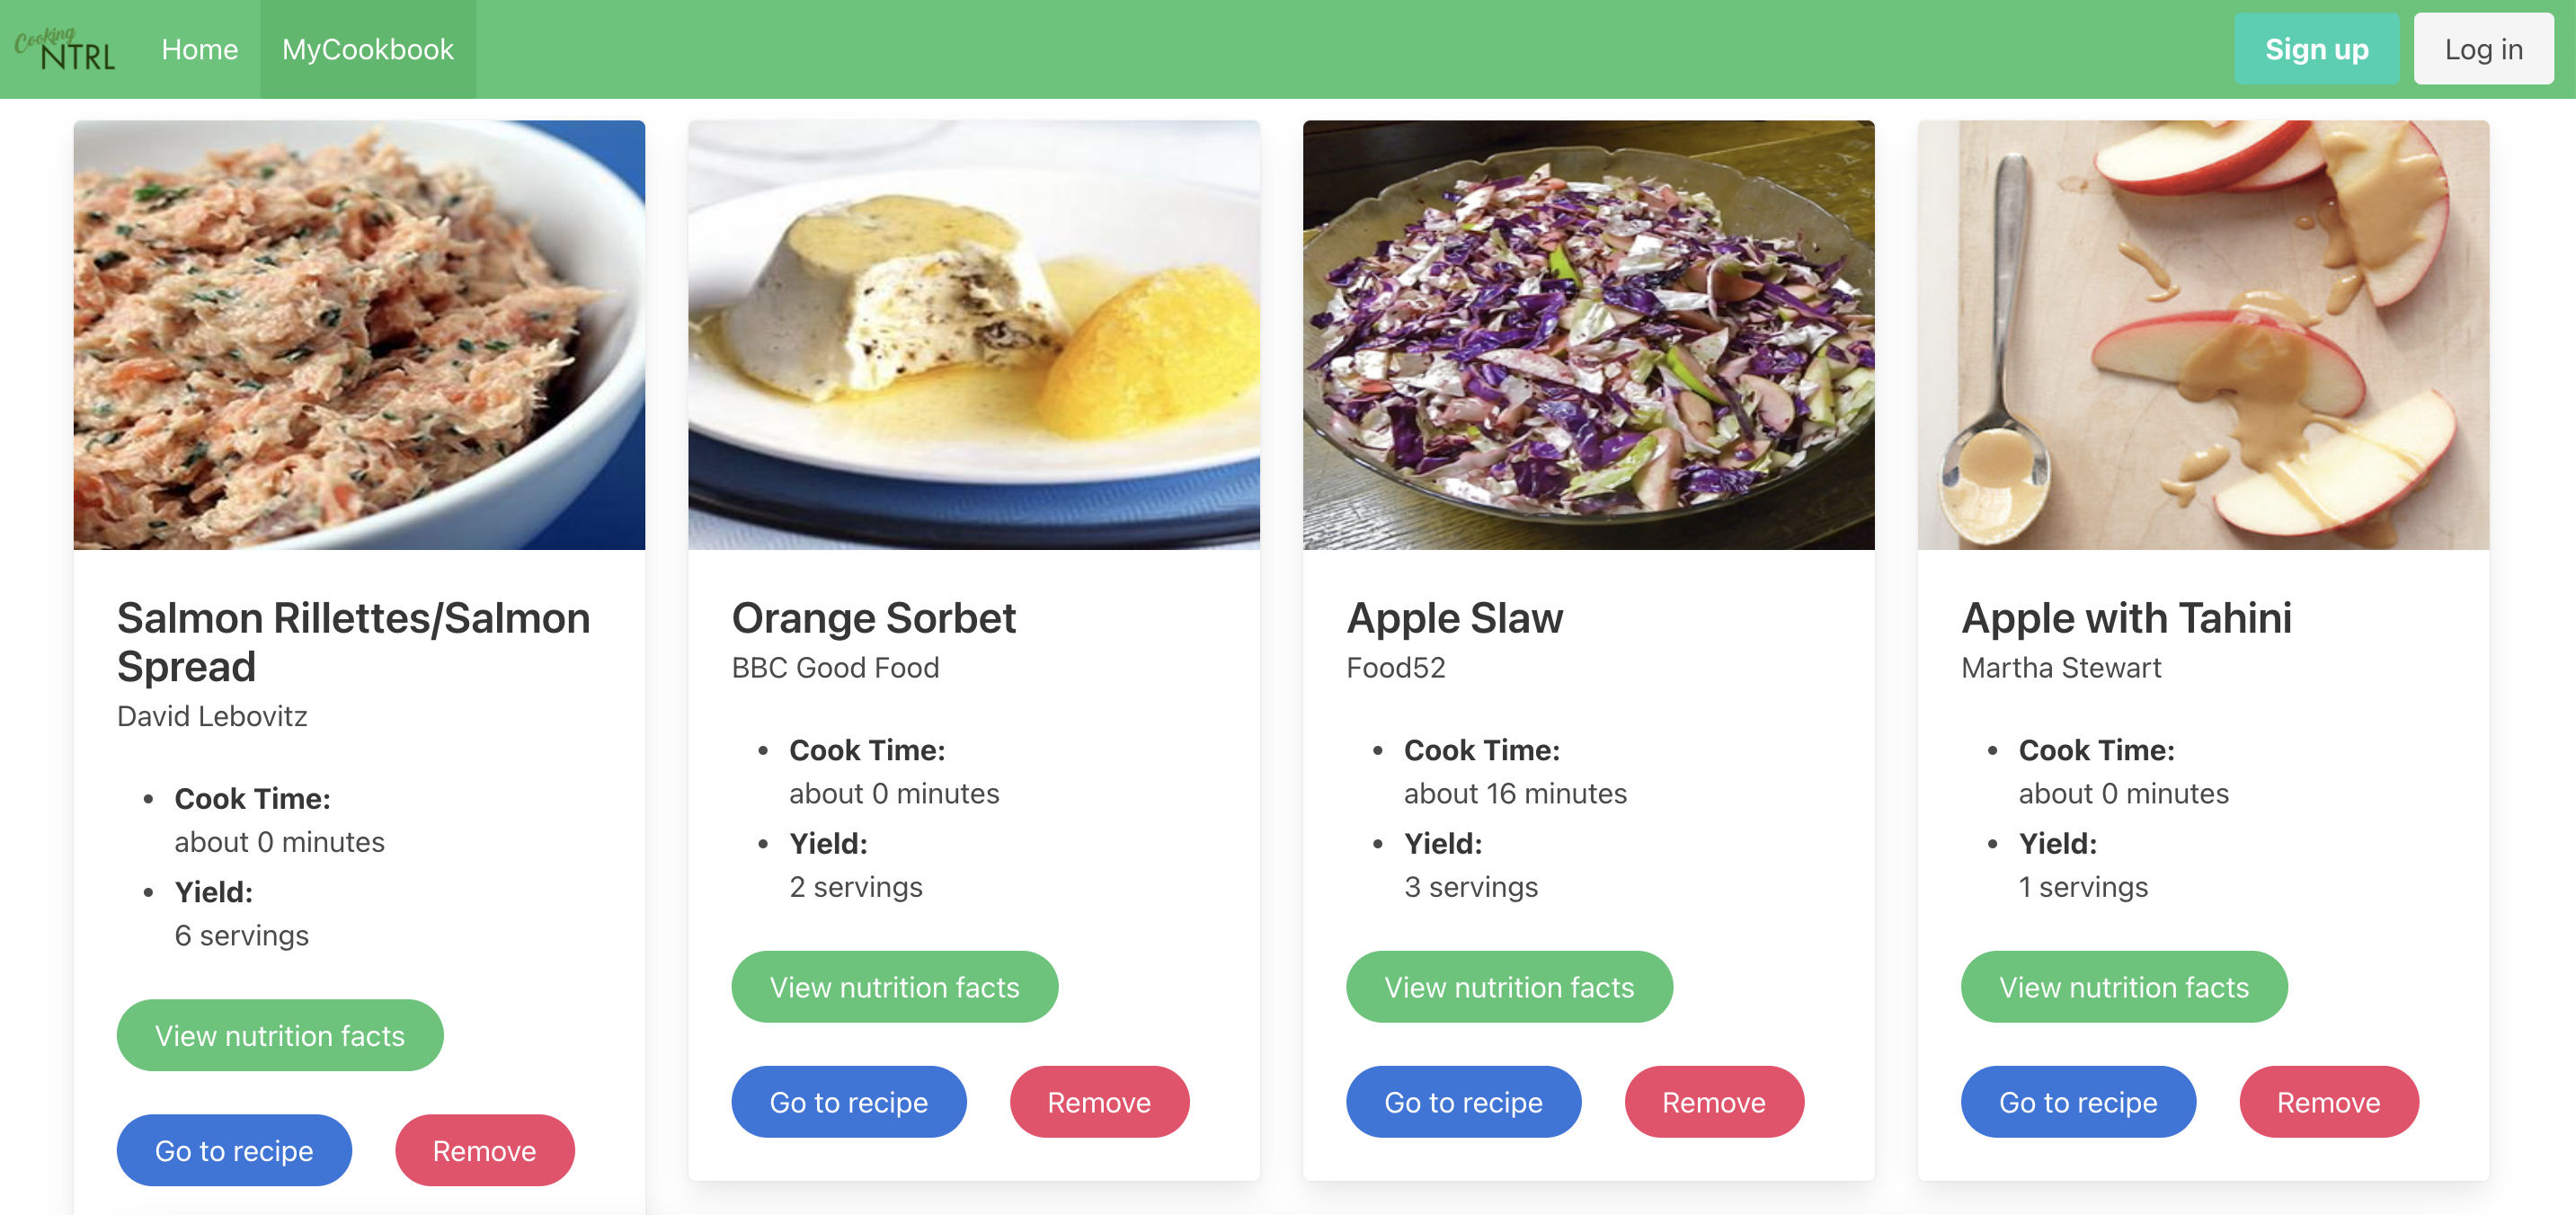 Cooking
NTRL
Home
MyCookbook
Sign up
Log in
Salmon Rillettes/Salmon
Spread
David Lebovitz
• Cook Time:
about 0 minutes
• Yield:
6 servings
View nutrition facts
Go to recipe
Remove
Orange Sorbet
BBC Good Food
• Cook Time:
about 0 minutes
• Yield:
2 servings
View nutrition facts
Go to recipe
Remove
Apple Slaw
Food52
• Cook Time:
about 16 minutes
• Yield:
3 servings
View nutrition facts
Go to recipe
Remove
Apple with Tahini
Martha Stewart
• Cook Time:
about 0 minutes
• Yield:
1 servings
View nutrition facts
Go to recipe
Remove